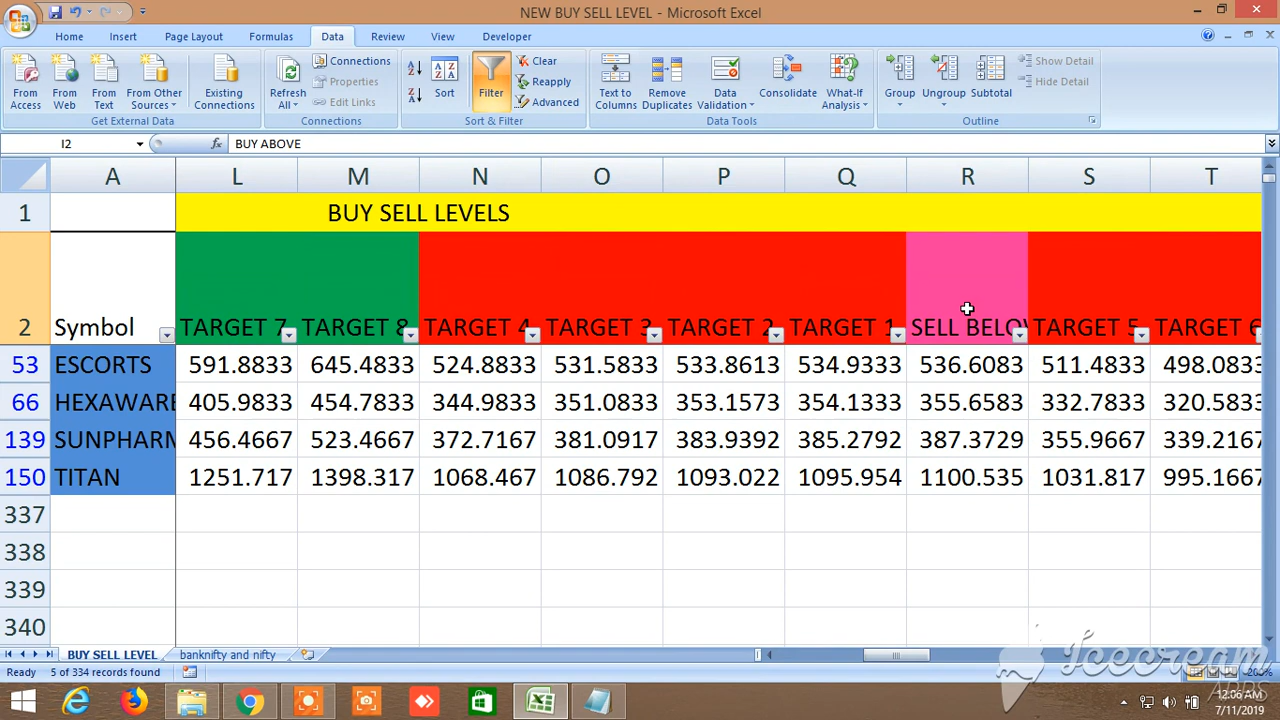 NEW BUY SELL LEVEL - Microsoft Excel
Home Insert Page Layout Formulas Data Review View Developer
From Access From Web From Text From Other Sources Existing Connections
Get External Data
Refresh All Connections Properties Edit Links
Connections
Sort Filter Clear Reapply Advanced
Sort & Filter
Text to Columns Remove Duplicates Data Validation Consolidate What-If Analysis
Data Tools
Group Ungroup Subtotal Show Detail Hide Detail
Outline
I2 fx BUY ABOVE
A L M N O P Q R S T
1 BUY SELL LEVELS
2 Symbol TARGET 7 TARGET 8 TARGET 4 TARGET 3 TARGET 2 TARGET 1 SELL BELOW TARGET 5 TARGET 6
53 ESCORTS 591.8833 645.4833 524.8833 531.5833 533.8613 534.9333 536.6083 511.4833 498.0833
66 HEXAWARE 405.9833 454.7833 344.9833 351.0833 353.1573 354.1333 355.6583 332.7833 320.5833
139 SUNPHARM 456.4667 523.4667 372.7167 381.0917 383.9392 385.2792 387.3729 355.9667 339.2167
150 TITAN 1251.717 1398.317 1068.467 1086.792 1093.022 1095.954 1100.535 1031.817 995.1667
337
338
339
340
BUY SELL LEVEL banknifty and nifty
Ready 5 of 334 records found 200%
Icecream
APPS
12:06 AM
7/11/2019